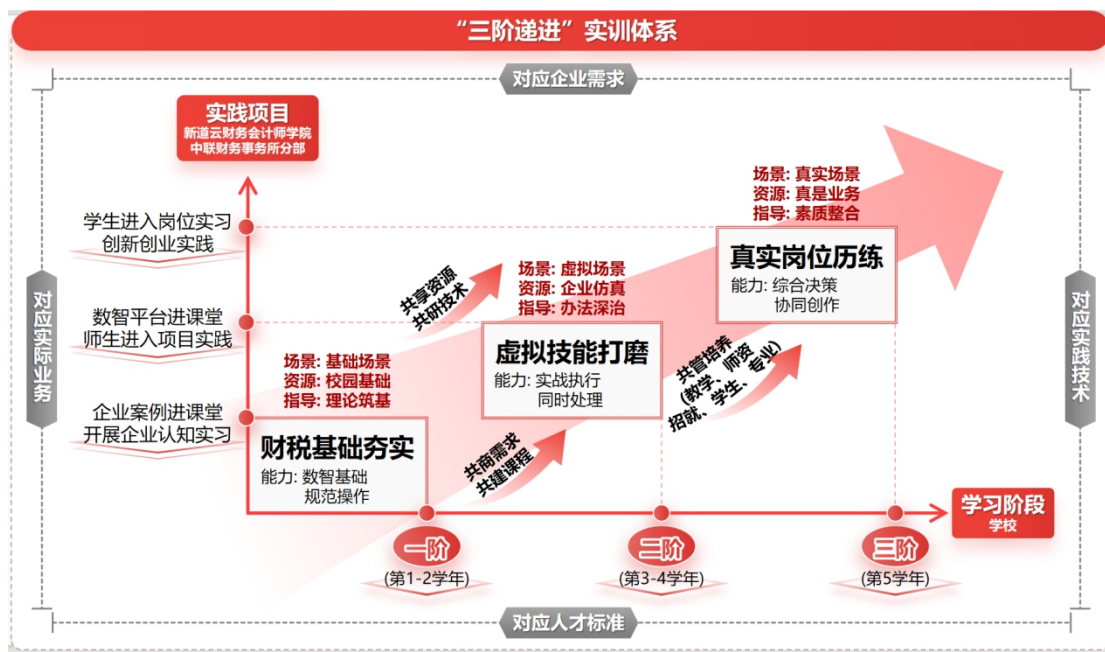 “三阶递进”实训体系
对应企业需求
实践项目
新道云财务会计师学院
中联财务事务所分部
场景: 真实场景
资源: 真是业务
指导: 素质整合
学生进入岗位实习
创新创业实践
真实岗位历练
能力: 综合决策
协同创作
共享资源
共研技术
场景: 虚拟场景
资源: 企业仿真
指导: 办法深治
对应实际业务
对应实践技术
数智平台进课堂
师生进入项目实践
虚拟技能打磨
能力: 实战执行
同时处理
共管培养
(教学、师资
招就、学生、专业)
场景: 基础场景
资源: 校园基础
指导: 理论筑基
企业案例进课堂
开展企业认知实习
财税基础夯实
能力: 数智基础
规范操作
共商需求
共建课程
学习阶段
学校
一阶
二阶
三阶
(第1-2学年)
(第3-4学年)
(第5学年)
对应人才标准